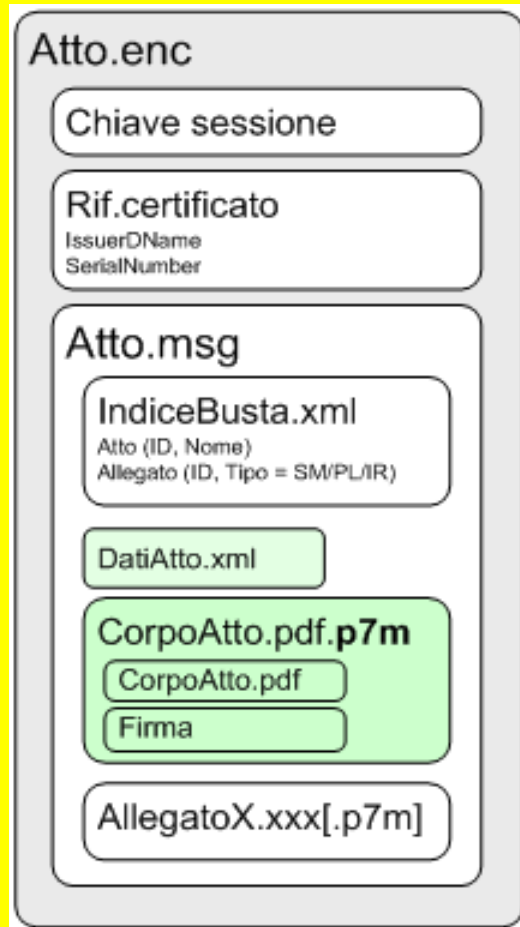 Atto.enc
Chiave sessione
Rif.certificato
IssuerDName
SerialNumber
Atto.msg
IndiceBusta.xml
Atto (ID, Nome)
Allegato (ID, Tipo = SM/PL/IR)
DatiAtto.xml
CorpoAtto.pdf.p7m
CorpoAtto.pdf
Firma
AllegatoX.xxx[.p7m]